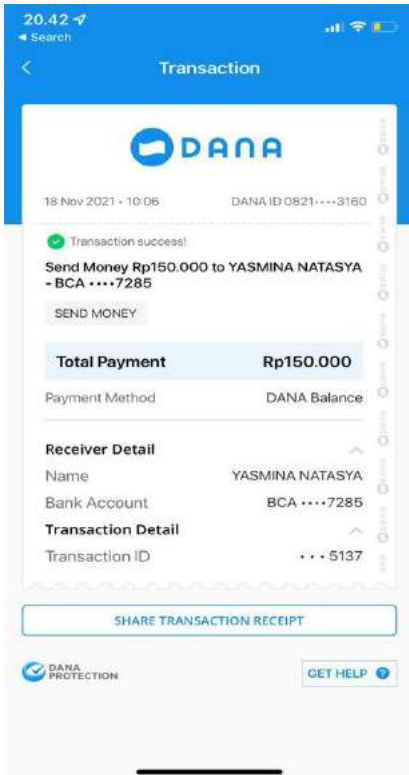 20.42
Search
Transaction
DANA
18 Nov 2021 • 10:06 DANA ID 0821••••3160
Transaction success!
Send Money Rp150.000 to YASMINA NATASYA
- BCA ••••7285
SEND MONEY
Total Payment Rp150.000
Payment Method DANA Balance
Receiver Detail
Name YASMINA NATASYA
Bank Account BCA ••••7285
Transaction Detail
Transaction ID • • • 5137
SHARE TRANSACTION RECEIPT
DANA
PROTECTION
GET HELP ?